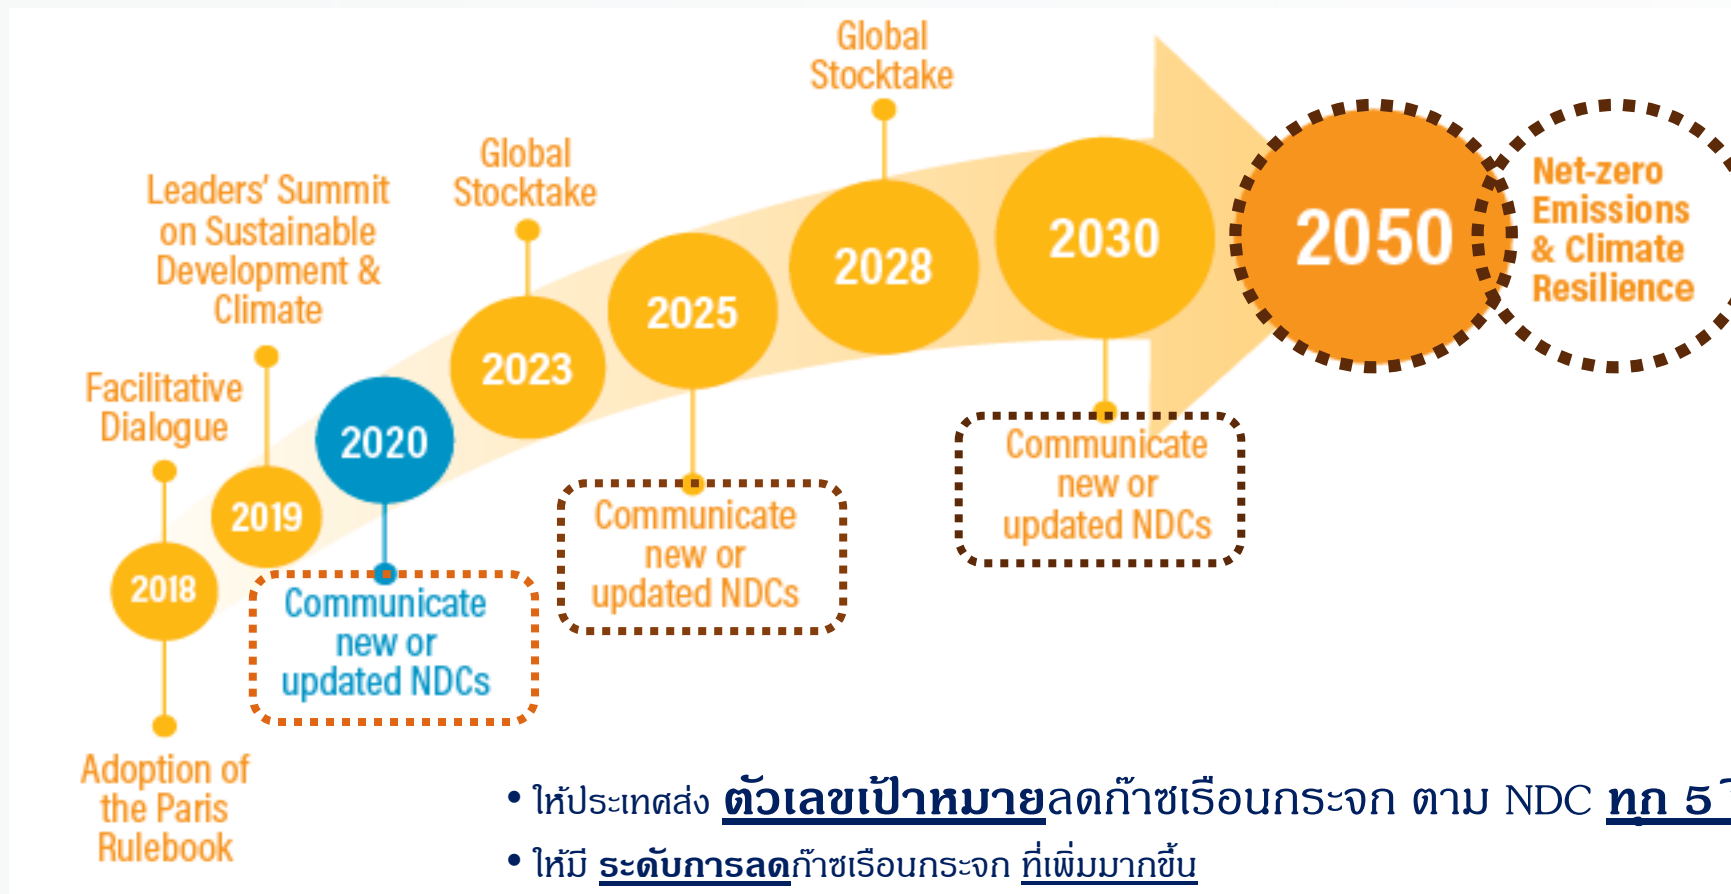 Global
Stocktake
Global
Stocktake
Leaders' Summit
on Sustainable
Development &
Climate
Facilitative
Dialogue
2018
2019
2020
2023
2025
2028
2030
2050
Net-zero
Emissions
& Climate
Resilience
Communicate
new or
updated NDCs
Communicate
new or
updated NDCs
Communicate
new or
updated NDCs
Adoption of
the Paris
Rulebook
• ให้ประเทศส่ง ตัวเลขเป้าหมายลดก๊าซเรือนกระจก ตาม NDC ทุก 5
• ให้มี ระดับการลดก๊าซเรือนกระจก ที่เพิ่มมากขึ้น